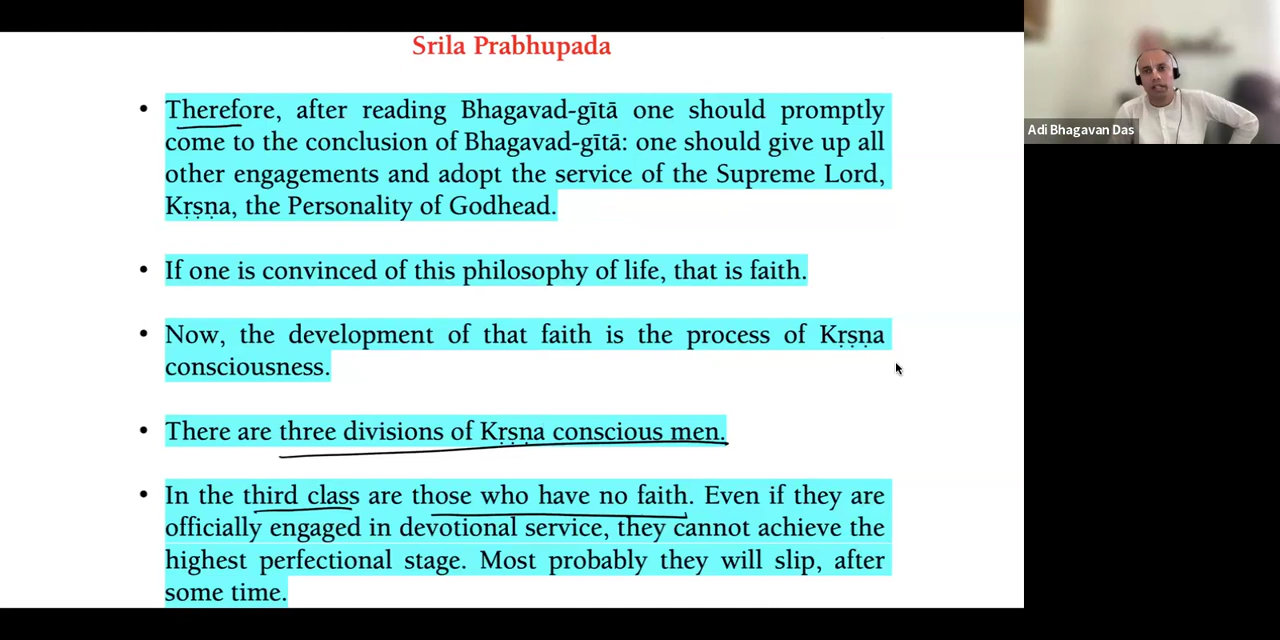 Srila Prabhupada
• Therefore, after reading Bhagavad-gītā one should promptly
come to the conclusion of Bhagavad-gītā: one should give up all
other engagements and adopt the service of the Supreme Lord,
Kṛṣṇa, the Personality of Godhead.
• If one is convinced of this philosophy of life, that is faith.
• Now, the development of that faith is the process of Kṛṣṇa
consciousness.
• There are three divisions of Kṛṣṇa conscious men.
• In the third class are those who have no faith. Even if they are
officially engaged in devotional service, they cannot achieve the
highest perfectional stage. Most probably they will slip, after
some time.
Adi Bhagavan Das